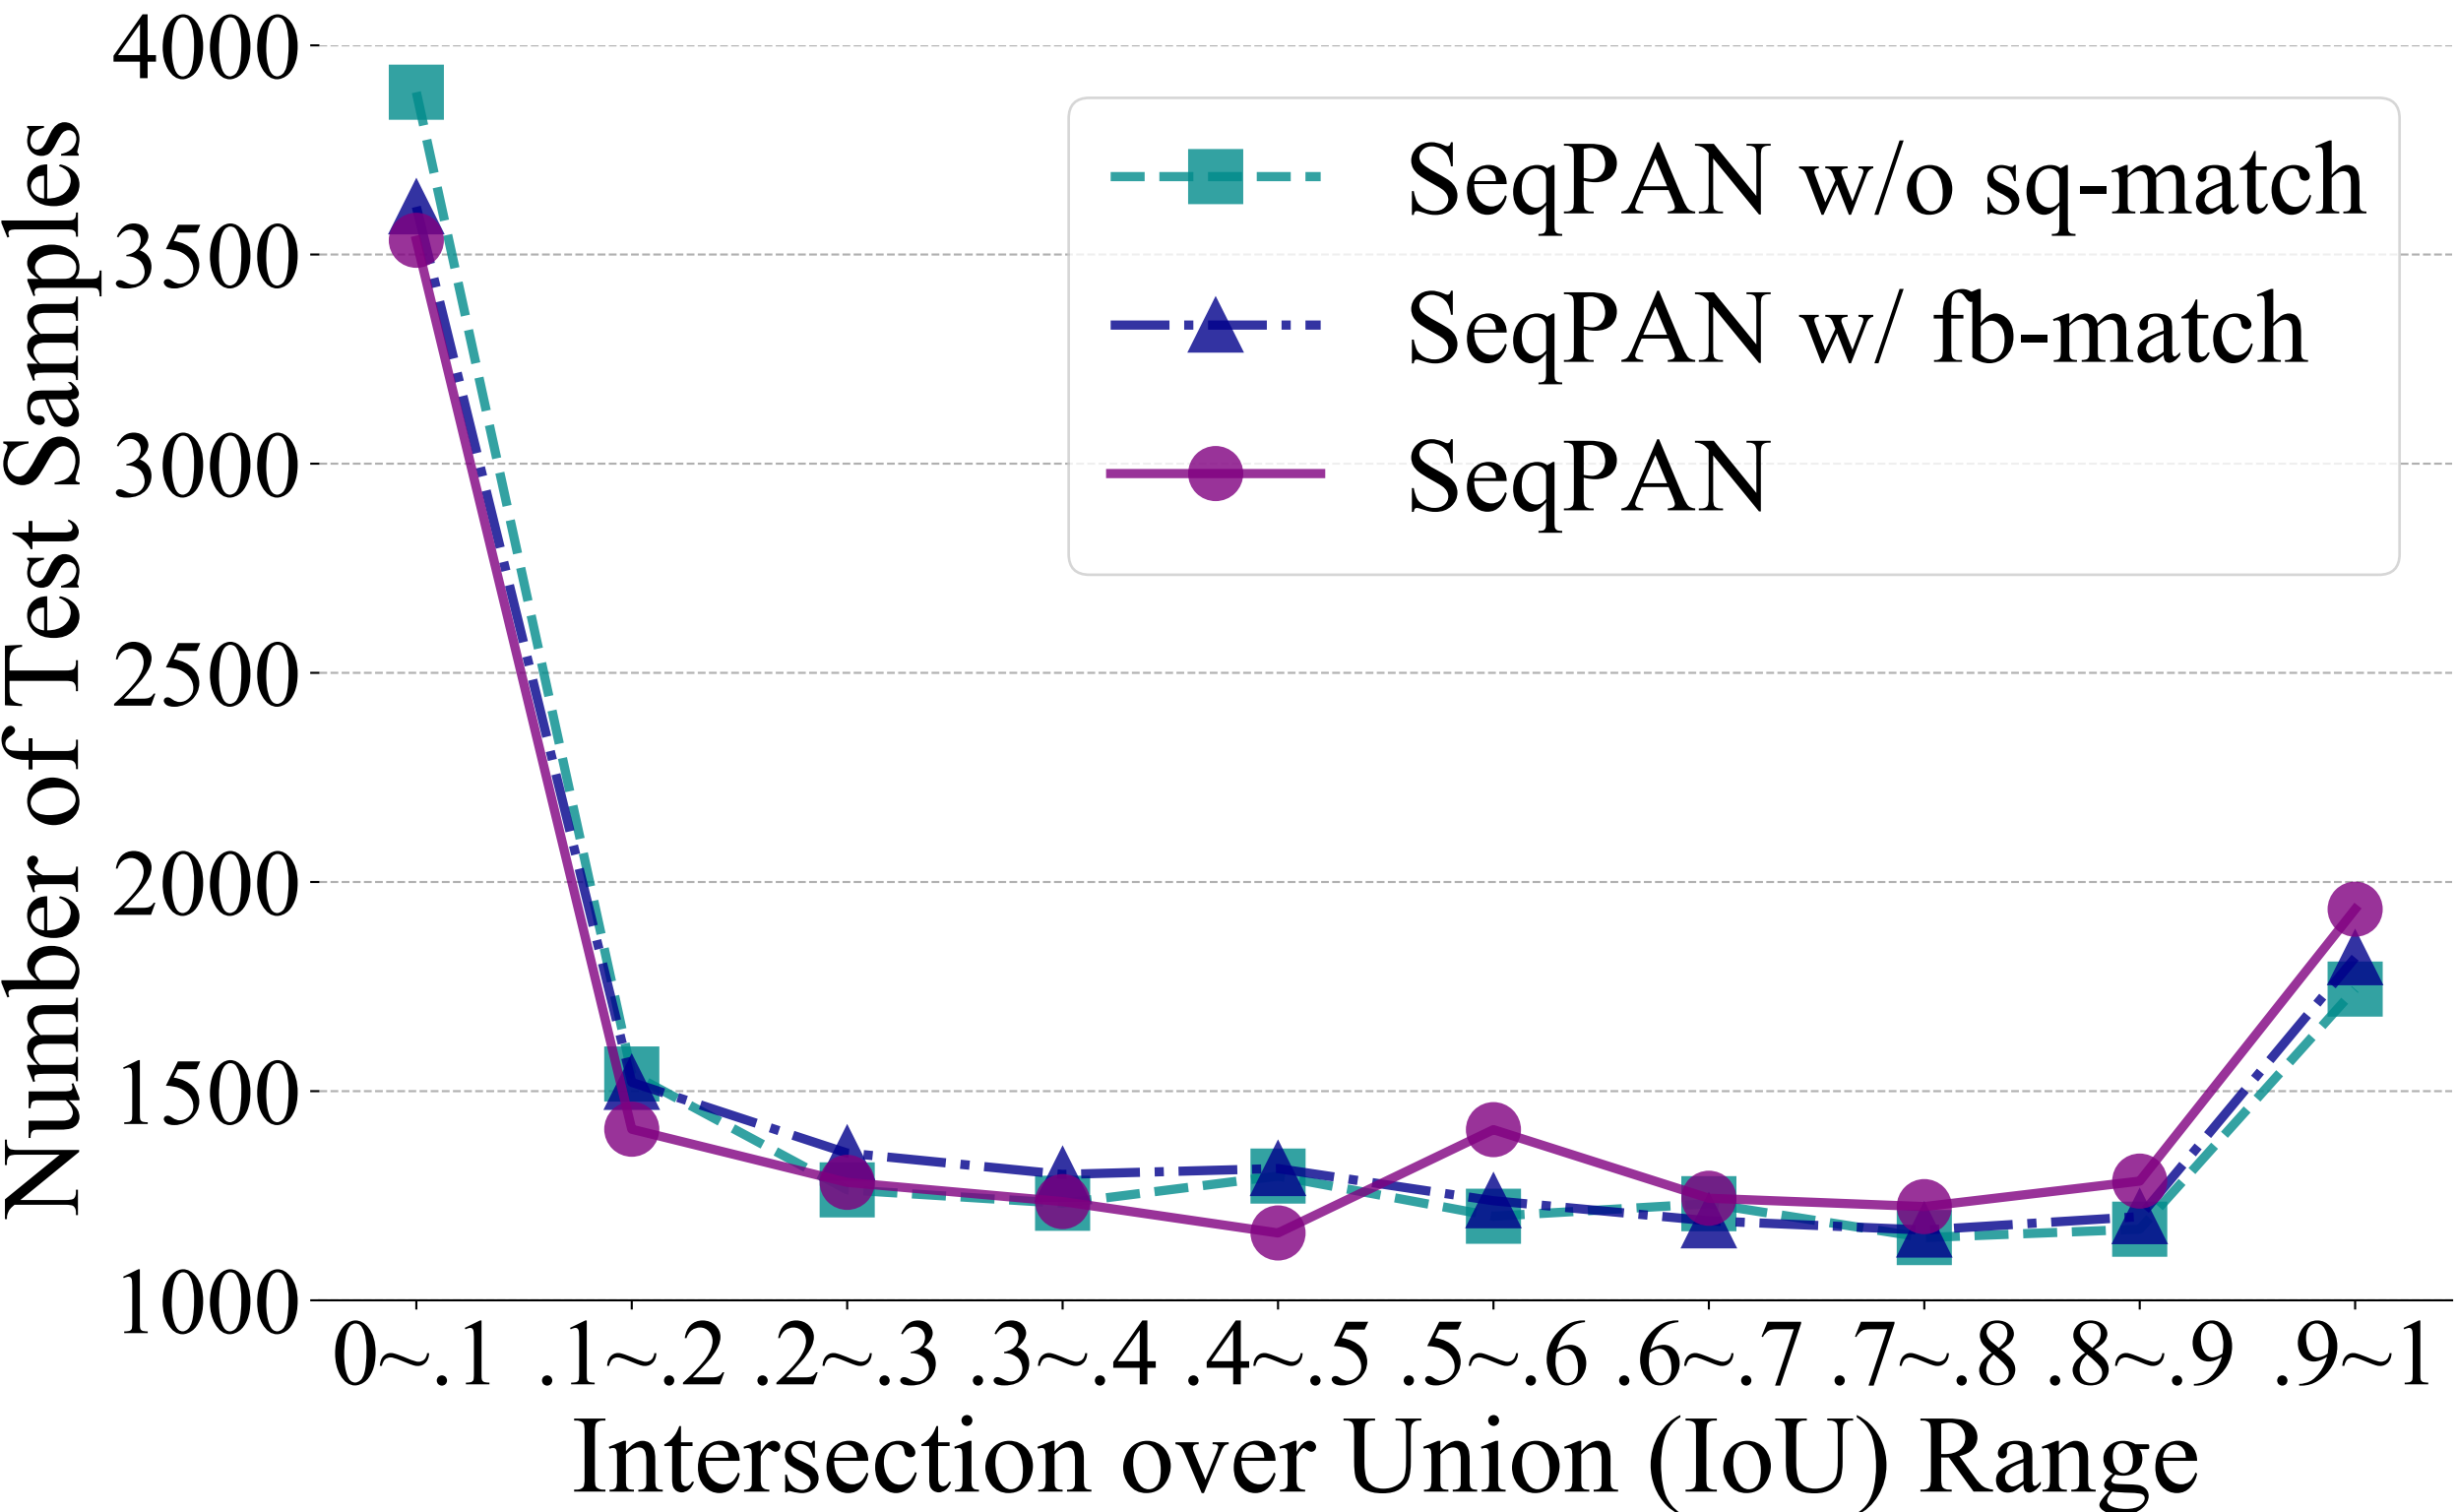 Number of Test Samples
4000
3500
3000
2500
2000
1500
1000
SeqPAN w/o sq-match
SeqPAN w/ fb-match
SeqPAN
0~.1 .1~.2 .2~.3 .3~.4 .4~.5 .5~.6 .6~.7 .7~.8 .8~.9 .9~1
Intersection over Union (IoU) Range